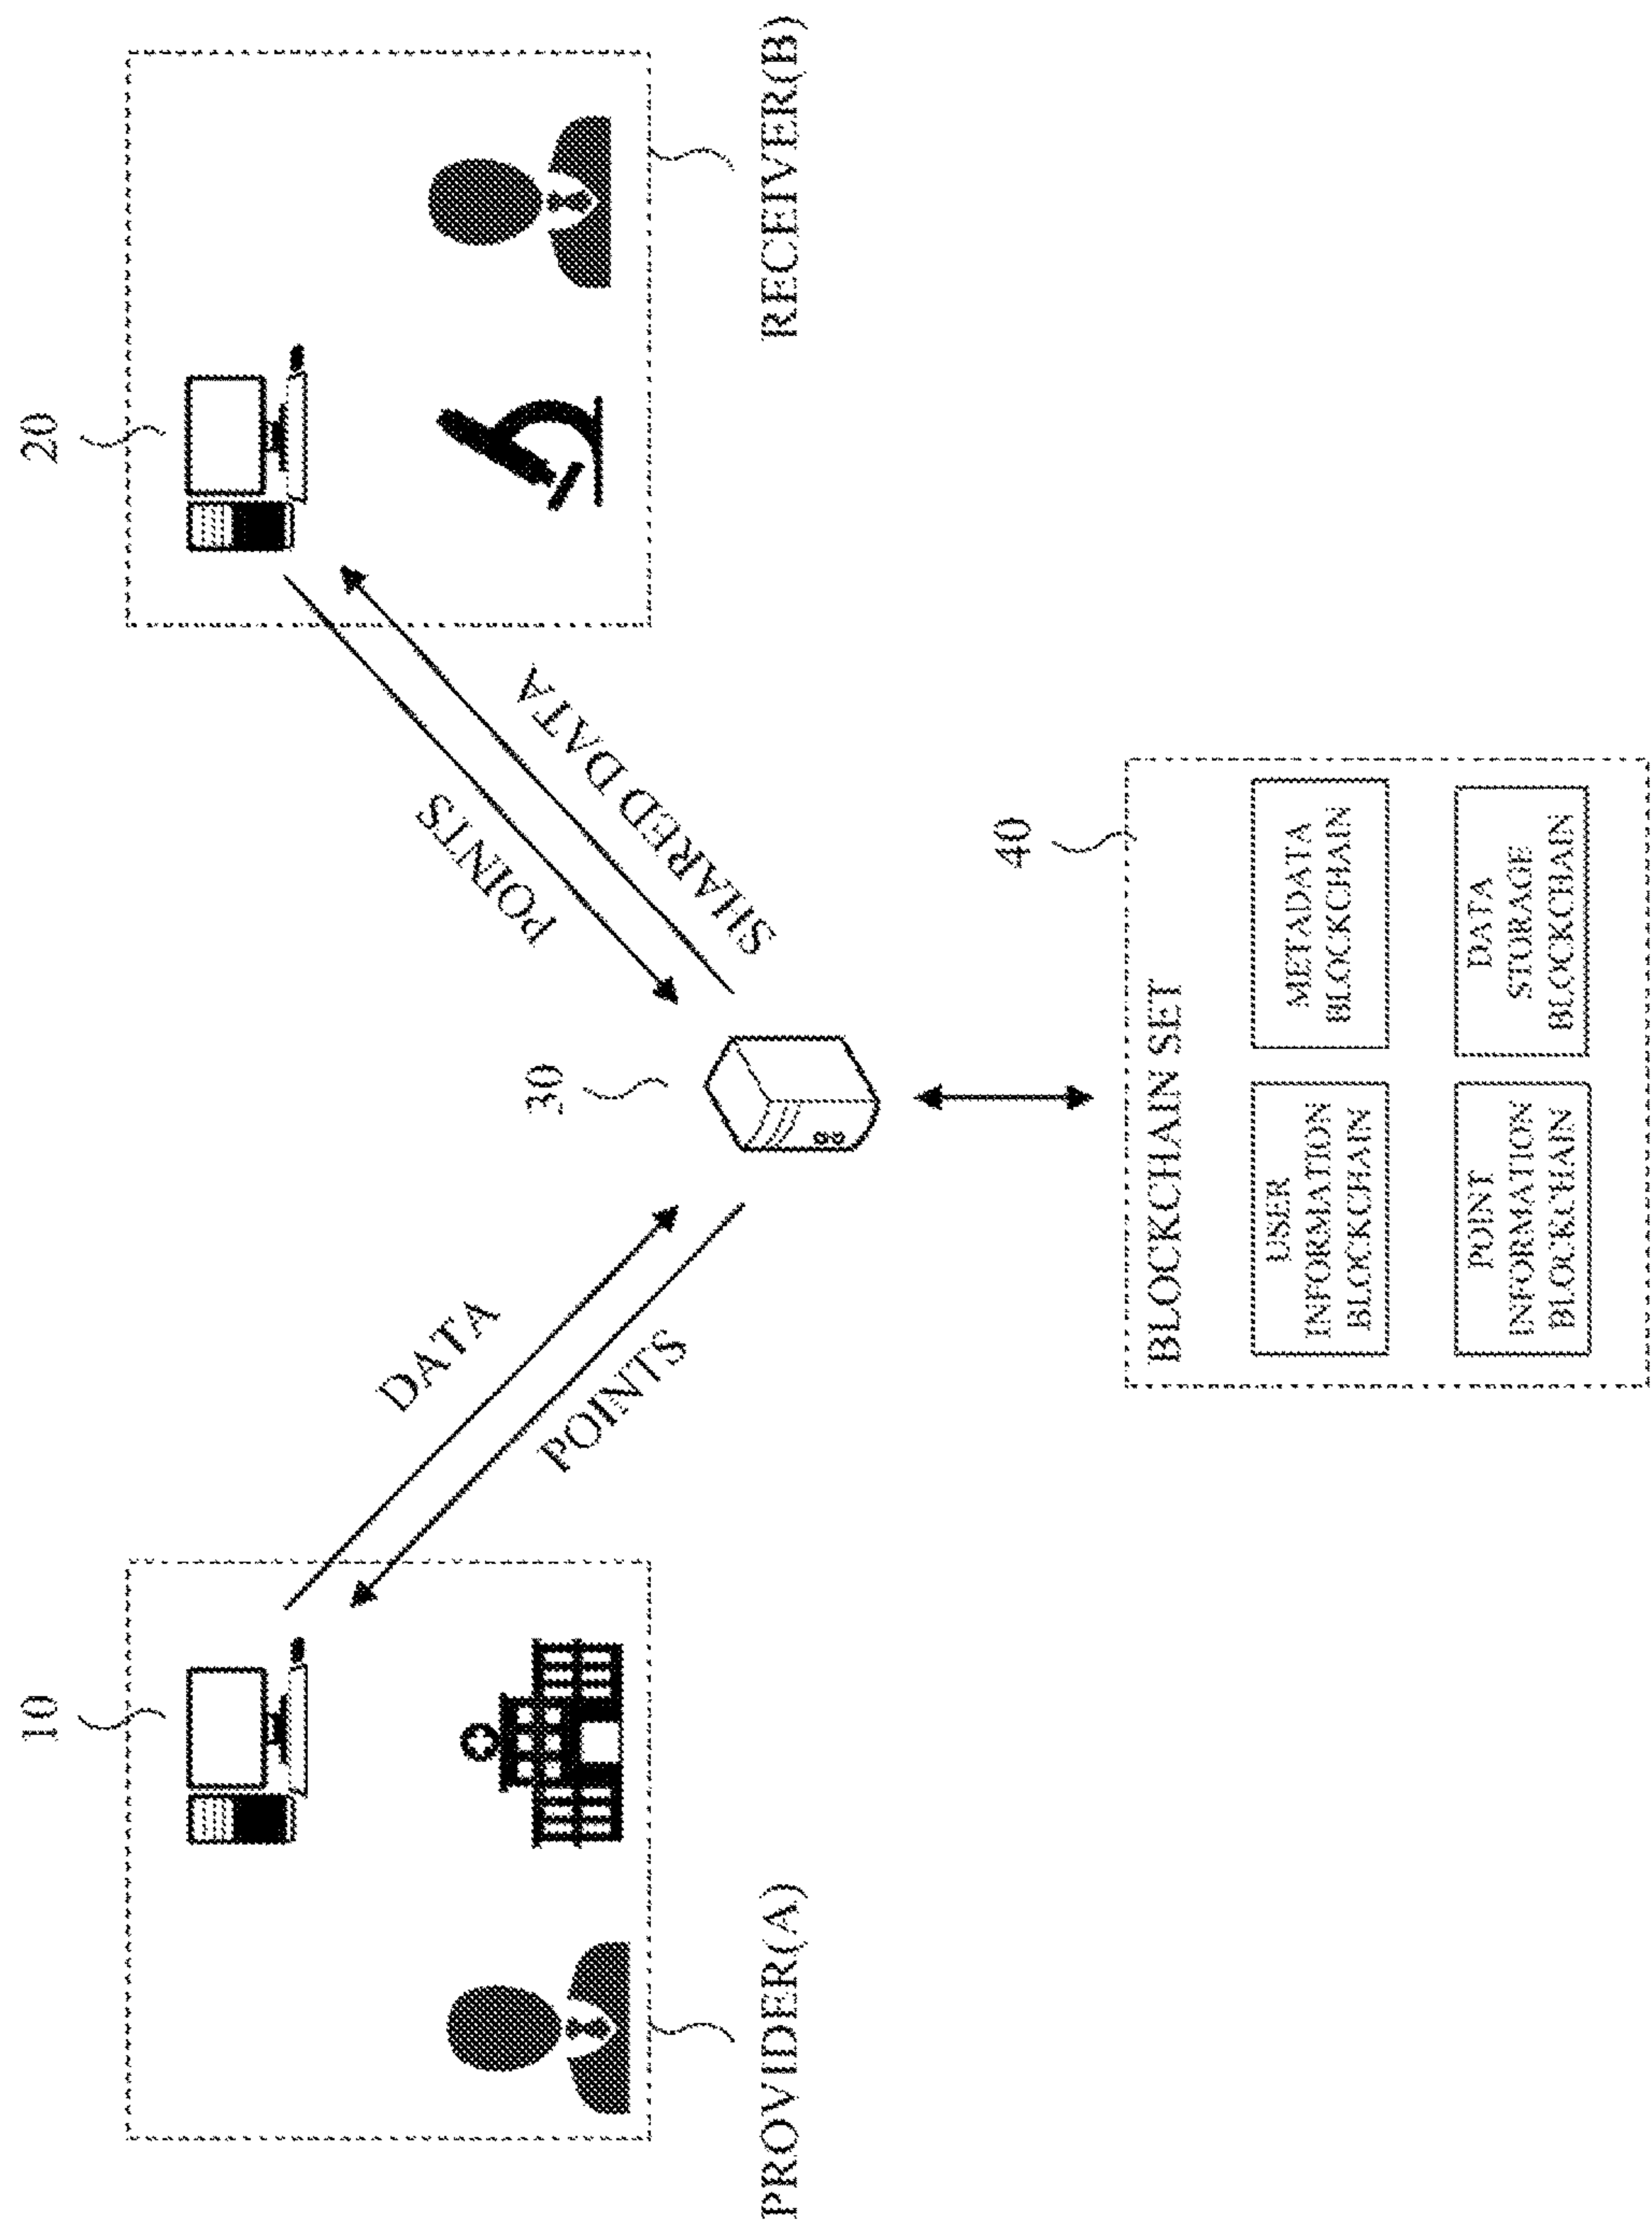 10
20
DATA
POINTS
POINTS
SHARED DATA
30
PROVIDER(A)
RECEIVER(B)
40
BLOCKCHAIN SET
USER
INFORMATION
BLOCKCHAIN
METADATA
BLOCKCHAIN
POINT
INFORMATION
BLOCKCHAIN
DATA
STORAGE
BLOCKCHAIN